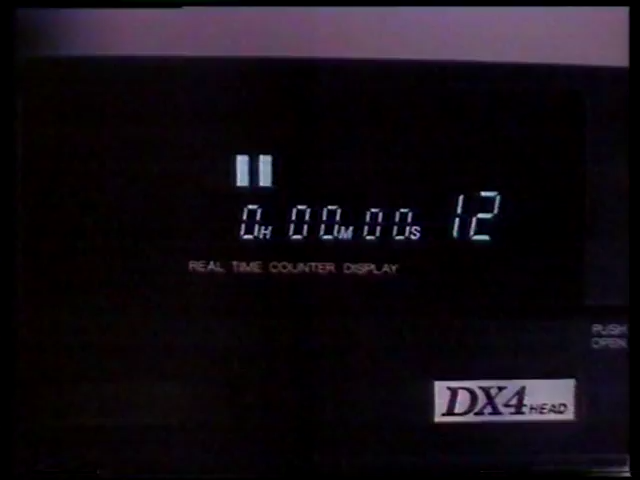 0H 00M 00S 12
REAL TIME COUNTER DISPLAY
PUSH
OPEN
DX4 HEAD